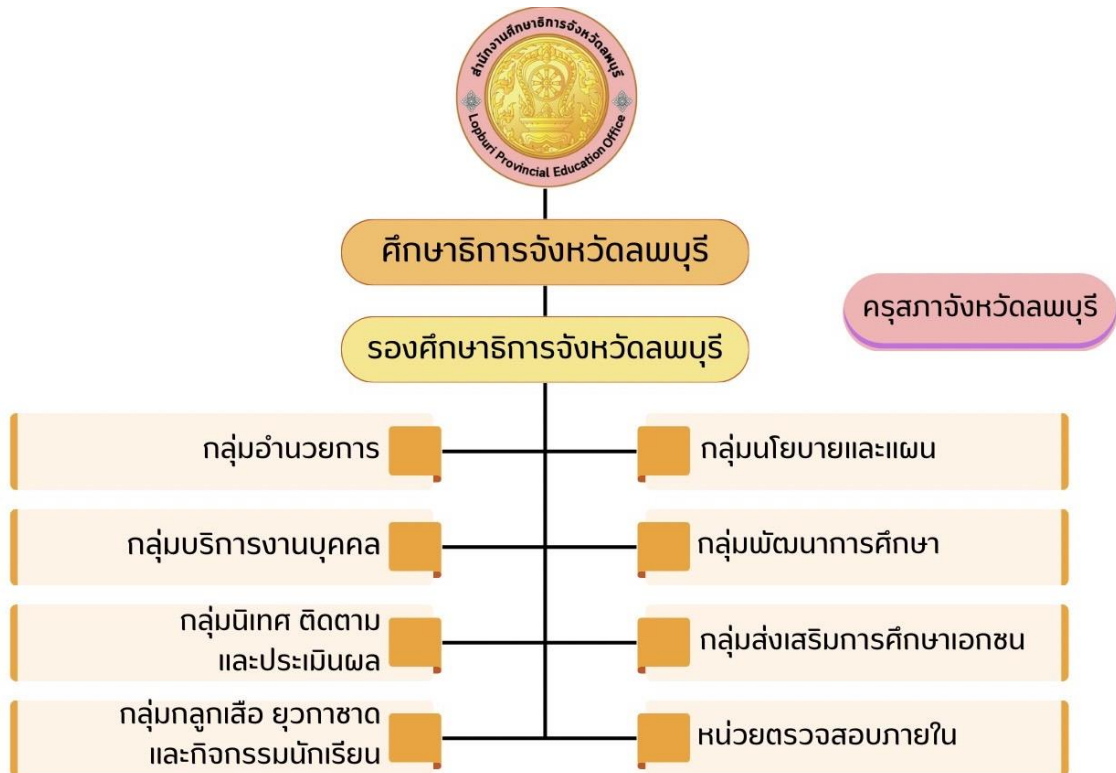 สำนักงานศึกษาธิการจังหวัดลพบุรี
Lopburi Provincial Education Office
ศึกษาธิการจังหวัดลพบุรี
รองศึกษาธิการจังหวัดลพบุรี
ครุสภาจังหวัดลพบุรี
กลุ่มอำนวยการ
กลุ่มนโยบายและแผน
กลุ่มบริการงานบุคคล
กลุ่มพัฒนาการศึกษา
กลุ่มนิเทศ ติดตาม
และประเมินผล
กลุ่มส่งเสริมการศึกษาเอกชน
กลุ่มกลูกเสือ ยุวกาชาด
และกิจกรรมนักเรียน
หน่วยตรวจสอบภายใน